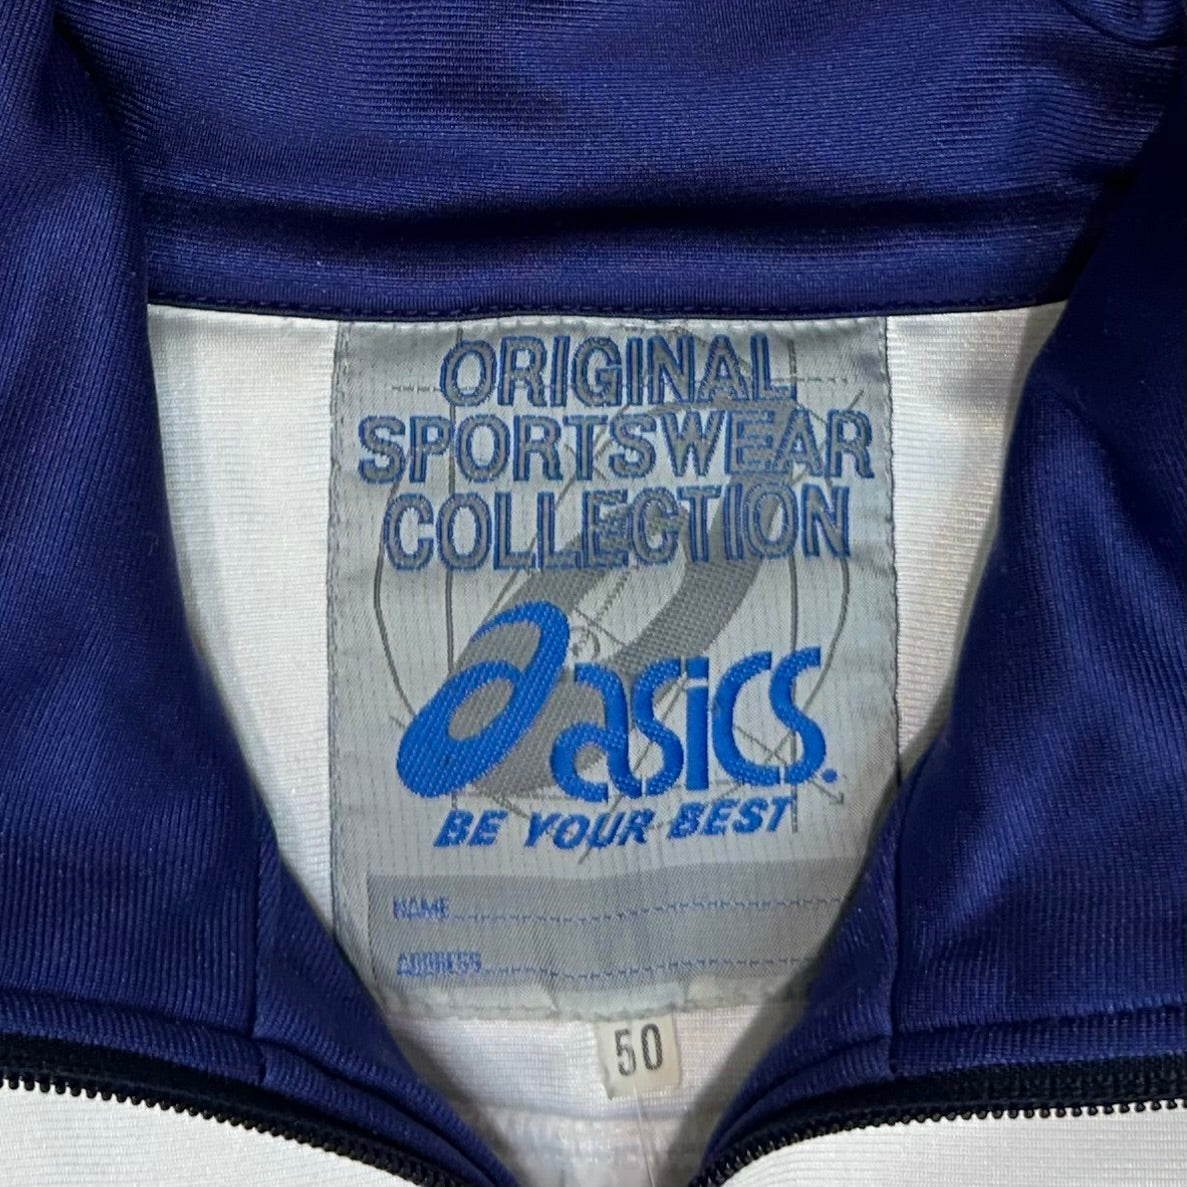 ORIGINAL
SPORTSWEAR
COLLECTION
asics.
BE YOUR BEST
NAME
ADDRESS
50